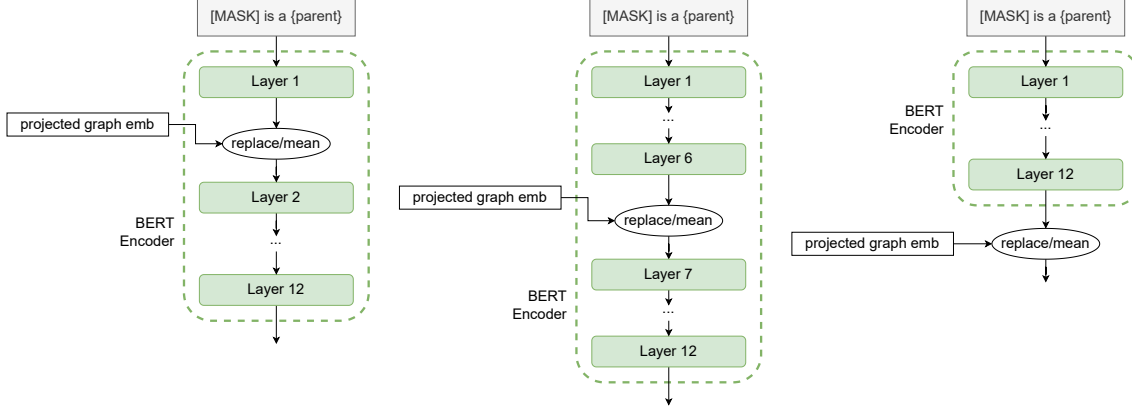 [MASK] is a {parent}
Layer 1
projected graph emb
replace/mean
Layer 2
BERT
Encoder
...
Layer 12
[MASK] is a {parent}
Layer 1
...
Layer 6
projected graph emb
replace/mean
Layer 7
BERT
Encoder
...
Layer 12
[MASK] is a {parent}
Layer 1
BERT
Encoder
...
Layer 12
projected graph emb
replace/mean